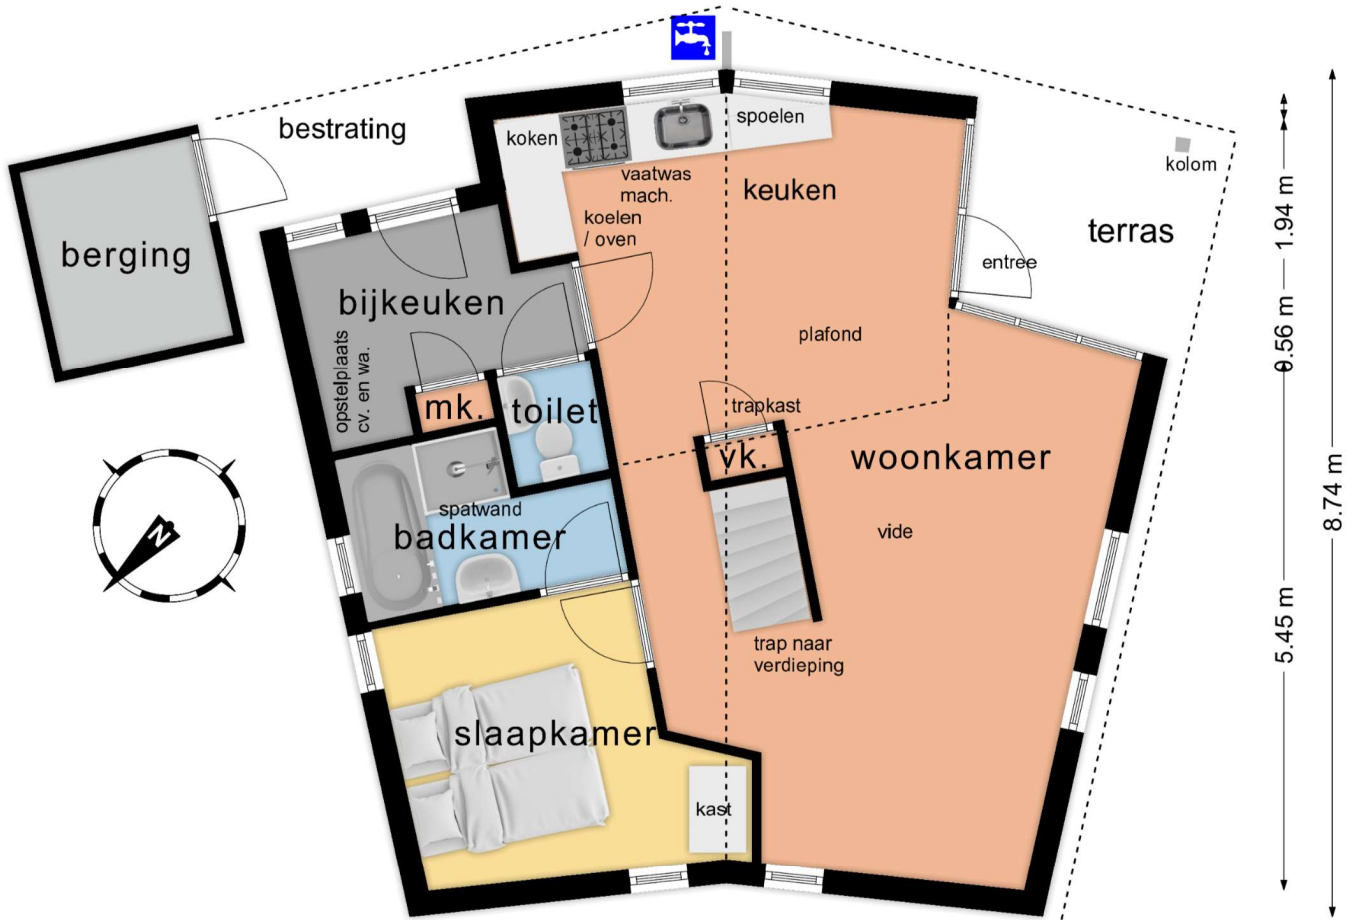 bestrating
koken
spoelen
kolom
vaatwas
mach.
keuken
koelen
/ oven
terras
berging
entree
bijkeuken
plafond
opstelplaats
cv. en wa.
mk.
toilet
trapkast
vk.
woonkamer
spatwand
badkamer
vide
N
trap naar
verdieping
slaapkamer
kast
1.94 m
0.56 m
5.45 m
8.74 m